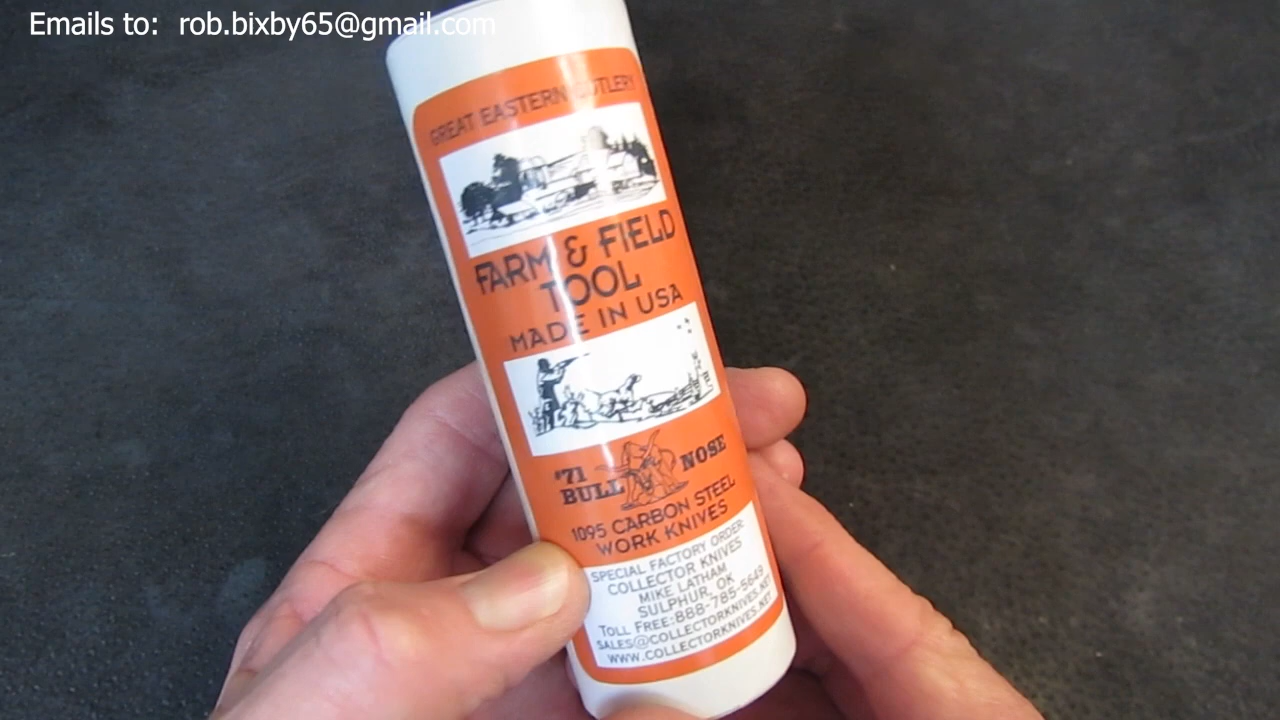 Emails to: rob.bixby65@gmail.com
GREAT EASTERN CUTLERY
FARM & FIELD
TOOL
MADE IN USA
'71
BULL NOSE
1095 CARBON STEEL
WORK KNIVES
SPECIAL FACTORY ORDER:
COLLECTOR KNIVES
MIKE LATHAM
SULPHUR, OK
TOLL FREE:888-785-5649
SALES@COLLECTORKNIVES.NET
WWW.COLLECTORKNIVES.NET